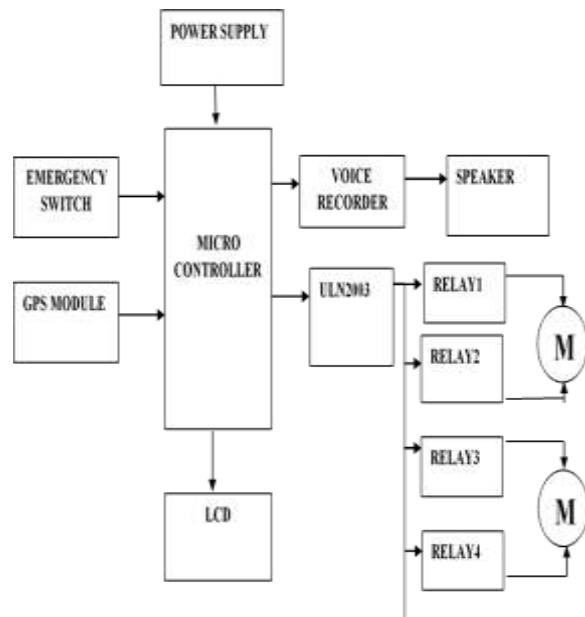 POWER SUPPLY
EMERGENCY
SWITCH
MICRO
CONTROLLER
VOICE
RECORDER
SPEAKER
GPS MODULE
ULN2003
RELAY1
M
RELAY2
RELAY3
M
RELAY4
LCD